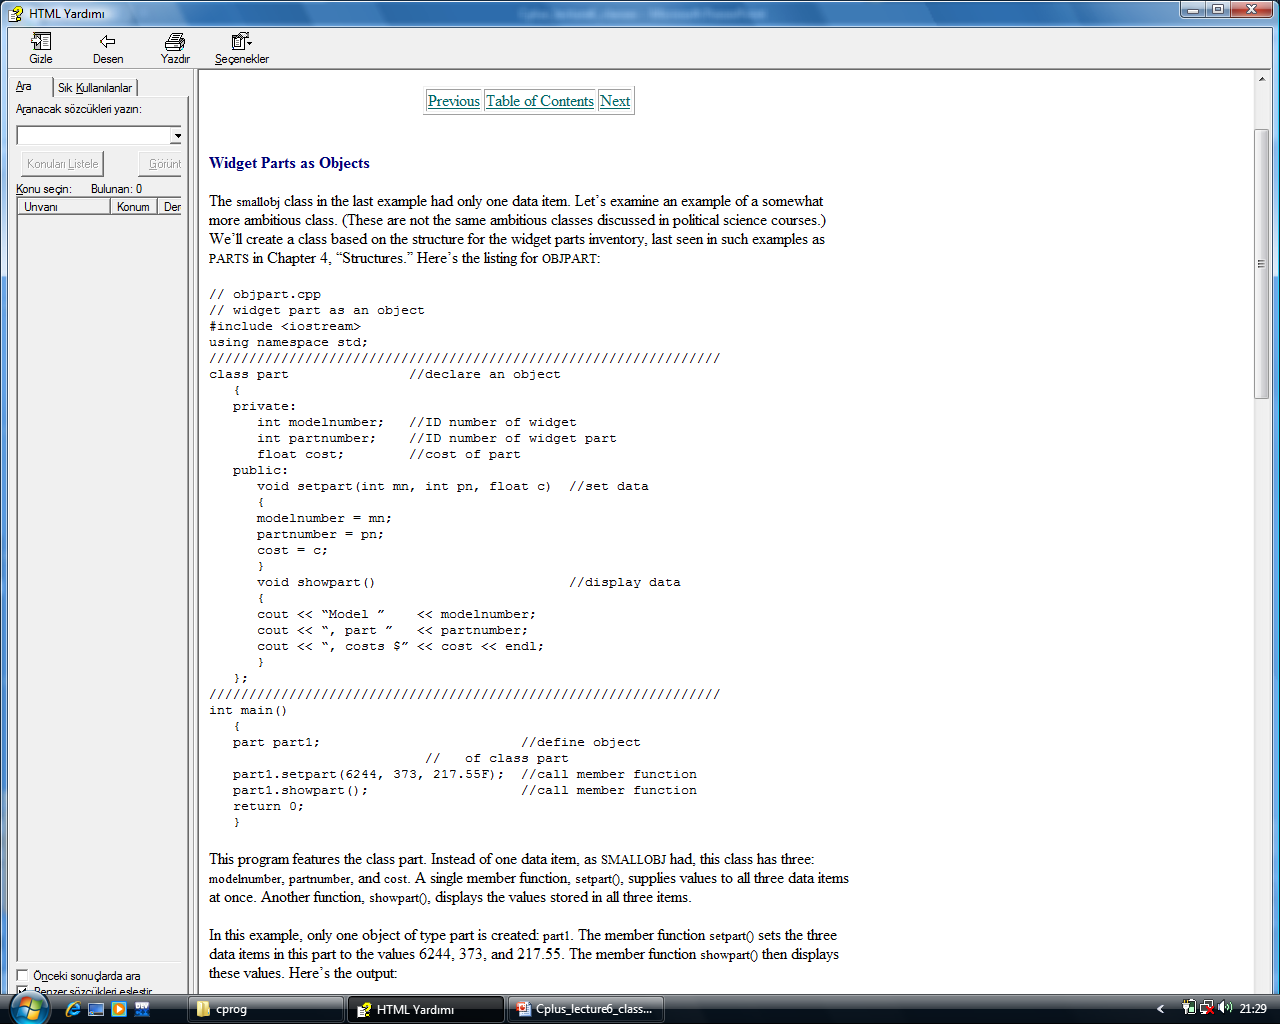 HTML Yardımı
Gizle
Desen
Yazdır
Seçenekler
Ara
Sık Kullanılanlar
Aranacak sözcükleri yazın:
Konuları Listele
Görünt
Konu seçin: Bulunan: 0
Unvanı Konum Der
Önceki sonuçlarda ara
Benzer sözcükleri eşleştir
Previous Table of Contents Next
Widget Parts as Objects
The smallobj class in the last example had only one data item. Let’s examine an example of a somewhat
more ambitious class. (These are not the same ambitious classes discussed in political science courses.)
We’ll create a class based on the structure for the widget parts inventory, last seen in such examples as
PARTS in Chapter 4, “Structures.” Here’s the listing for OBJPART:
// objpart.cpp
// widget part as an object
#include <iostream>
using namespace std;
////////////////////////////////////////////////////////////////
class part               //declare an object
   {
   private:
      int modelnumber;   //ID number of widget
      int partnumber;    //ID number of widget part
      float cost;        //cost of part
   public:
      void setpart(int mn, int pn, float c)  //set data
      {
      modelnumber = mn;
      partnumber = pn;
      cost = c;
      }
      void showpart()                        //display data
      {
      cout << “Model ”    << modelnumber;
      cout << “, part ”   << partnumber;
      cout << “, costs $” << cost << endl;
      }
   };
////////////////////////////////////////////////////////////////
int main()
   {
   part part1;                         //define object
                           //   of class part
   part1.setpart(6244, 373, 217.55F);  //call member function
   part1.showpart();                   //call member function
   return 0;
   }
This program features the class part. Instead of one data item, as SMALLOBJ had, this class has three:
modelnumber, partnumber, and cost. A single member function, setpart(), supplies values to all three data items
at once. Another function, showpart(), displays the values stored in all three items.
In this example, only one object of type part is created: part1. The member function setpart() sets the three
data items in this part to the values 6244, 373, and 217.55. The member function showpart() then displays
these values. Here’s the output:
cprog
HTML Yardımı
Cplus_lecture6_class...
21:29